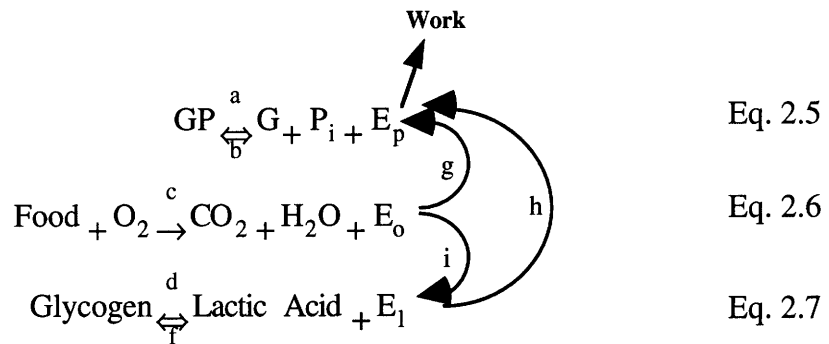 Work
a
GP ⇔ G + Pi + Ep Eq. 2.5
b
g
c
Food + O2 → CO2 + H2O + Eo Eq. 2.6
h
i
d
Glycogen ⇔ Lactic Acid + El Eq. 2.7
f